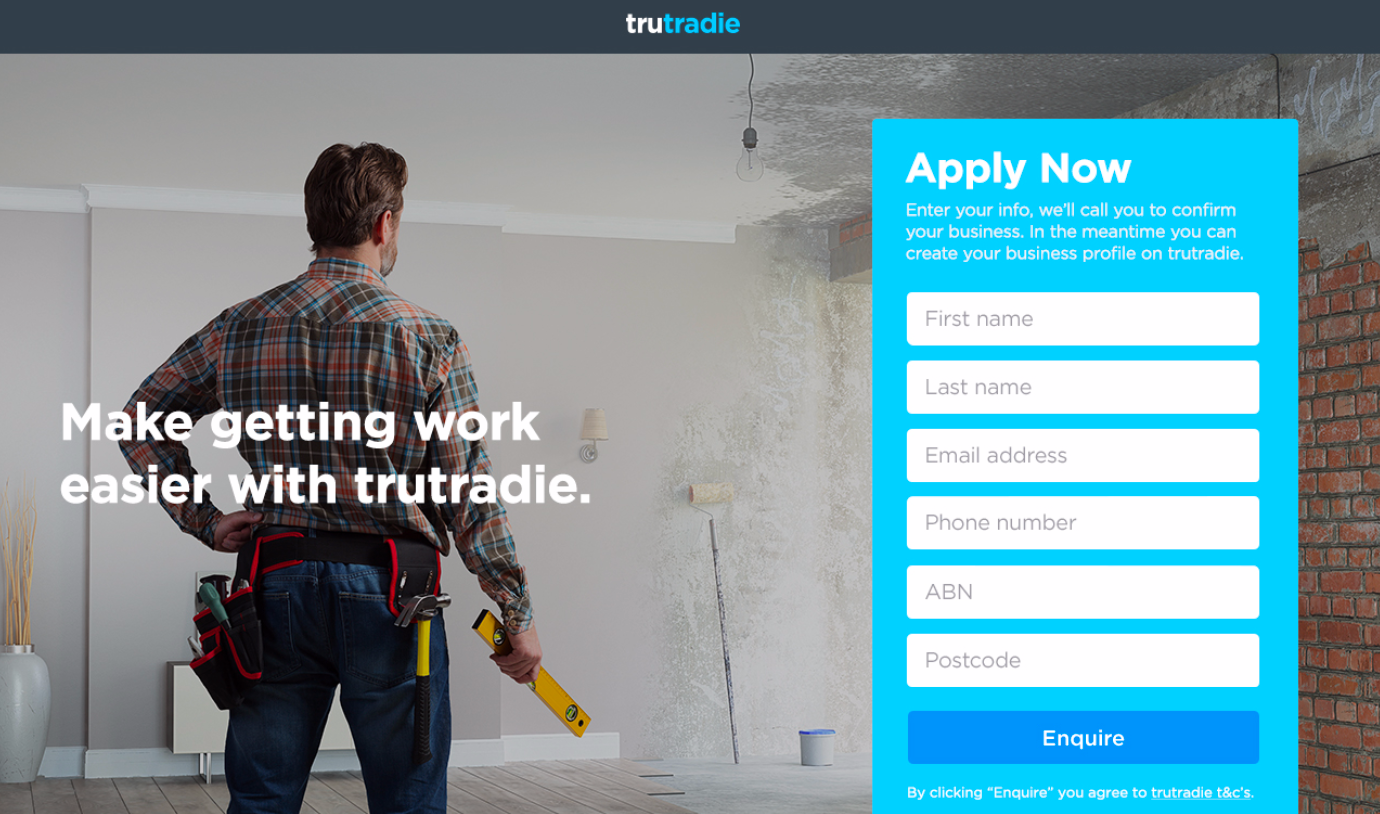 trutradie
Make getting work
easier with trutradie.
Apply Now
Enter your info, we'll call you to confirm
your business. In the meantime you can
create your business profile on trutradie.
First name
Last name
Email address
Phone number
ABN
Postcode
Enquire
By clicking “Enquire” you agree to trutradie t&c's.